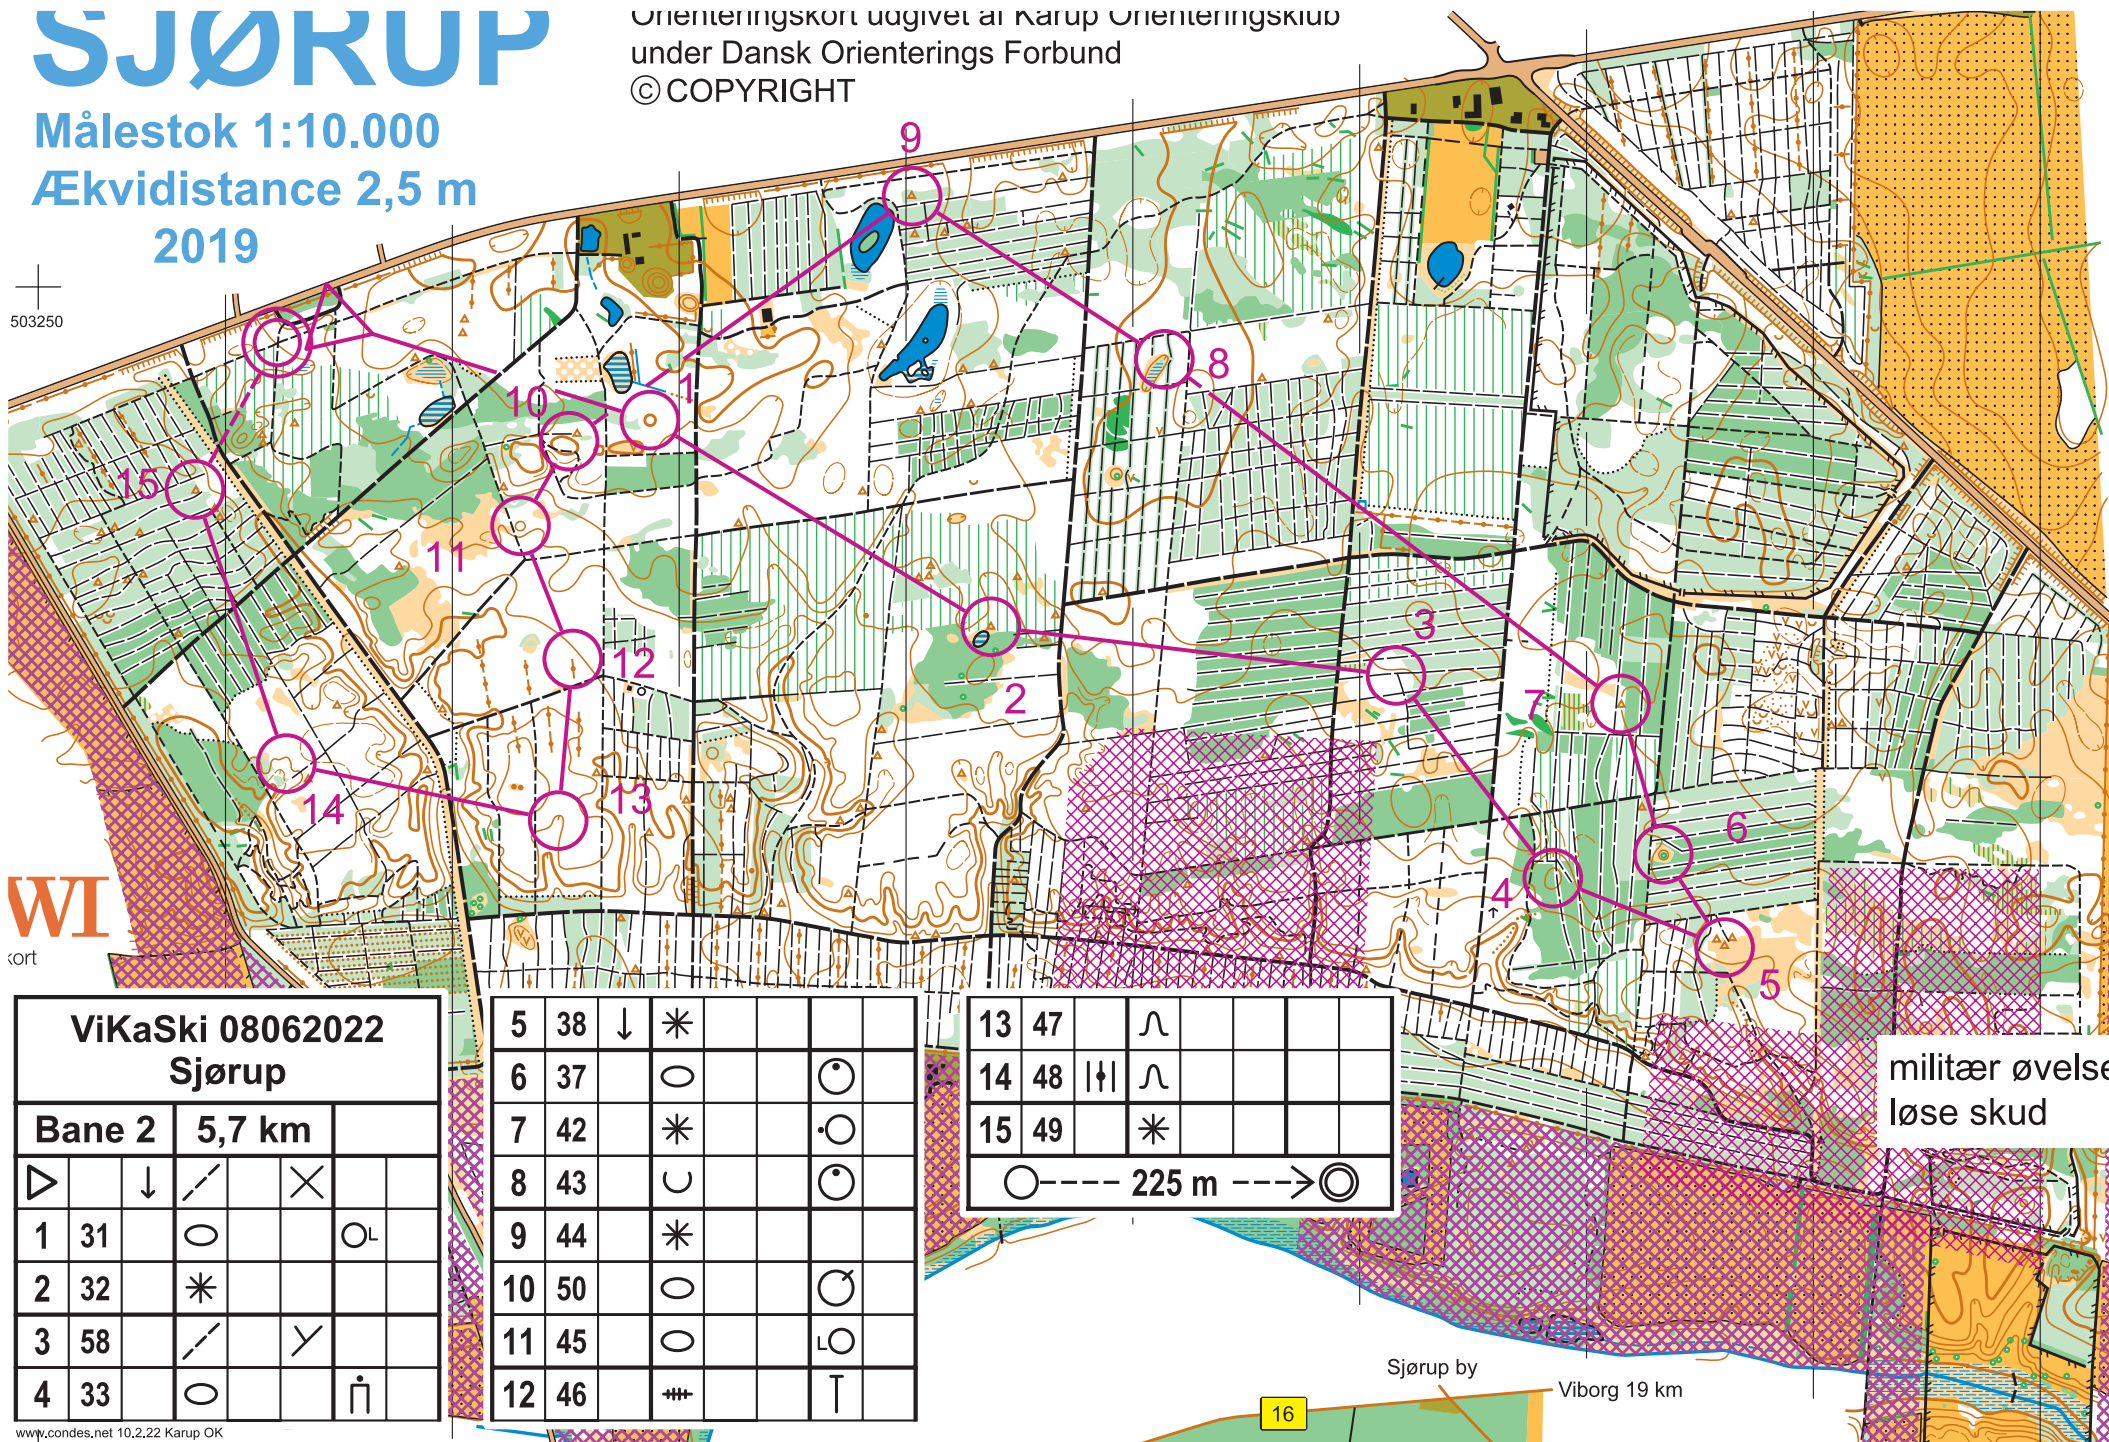 SJØRUP
Målestok 1:10.000
Ækvidistance 2,5 m
2019
Orienteringskort udgivet af Karup Orienteringsklub
under Dansk Orienterings Forbund
© COPYRIGHT
503250
9
8
1
10
15
11
12
3
2
7
13
14
6
4
5
WI
kort
ViKaSki 08062022
Sjørup
Bane 2 5,7 km
1 31
2 32
3 58
4 33
5 38
6 37
7 42
8 43
9 44
10 50
11 45
12 46
13 47
14 48
15 49
225 m
militær øvelse
løse skud
Sjørup by
Viborg 19 km
16
www.condes.net 10.2.22 Karup OK